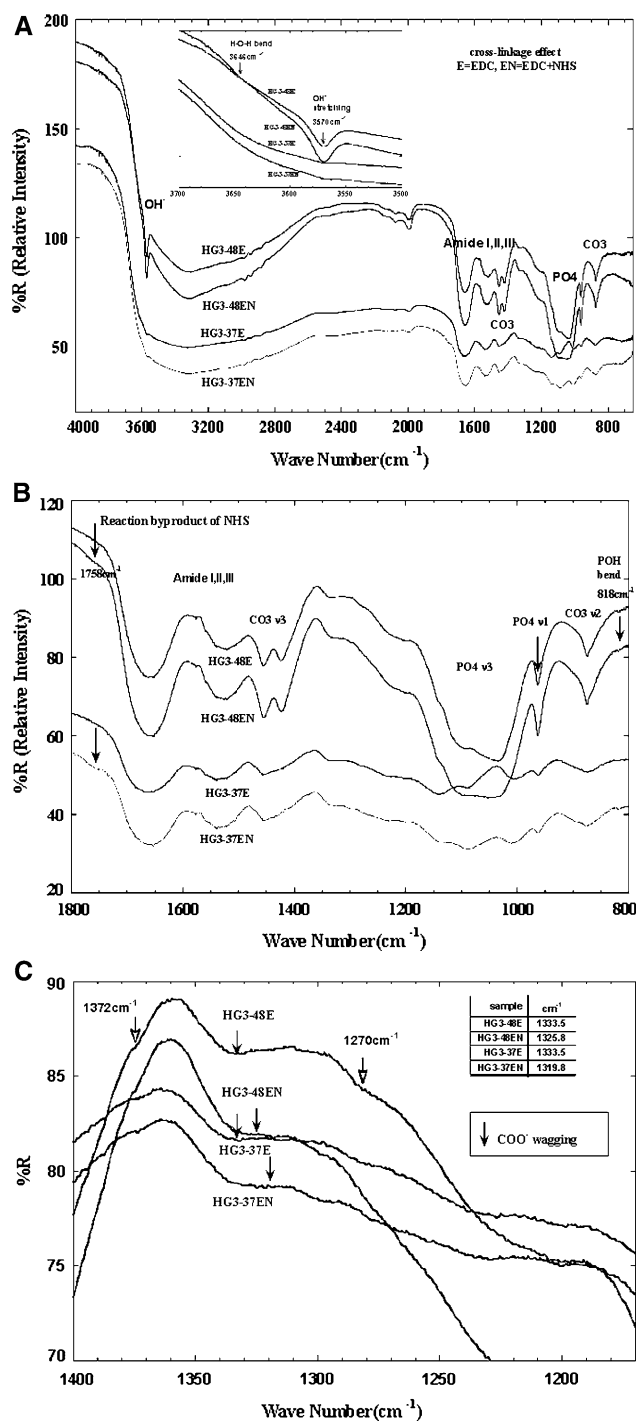 A
H-O-H bend
3646cm⁻
OH⁻
stretching
3570cm⁻
HG3-48E
HG3-48EN
HG3-37E
HG3-37EN
3700 3650 3600 3550 3500
cross-linkage effect
E=EDC, EN=EDC+NHS
200
150
100
50
%R (Relative Intensity)
OH⁻
HG3-48E
HG3-48EN
HG3-37E
HG3-37EN
Amide I,II,III
CO3
PO4
CO3
4000 3600 3200 2800 2400 2000 1600 1200 800
Wave Number(cm⁻¹)
B
Reaction byproduct of NHS
1758cm⁻¹
Amide I,II,III
CO3 v3
PO4 v3
PO4 v1
CO3 v2
POH
bend
818cm⁻¹
120
100
80
60
40
20
%R (Relative Intensity)
HG3-48E
HG3-48EN
HG3-37E
HG3-37EN
1800 1600 1400 1200 1000 800
Wave Number(cm⁻¹)
C
90
85
80
75
70
%R
1372cm⁻¹
HG3-48E
1270cm⁻¹
HG3-48EN
HG3-37E
HG3-37EN
sample cm⁻¹
HG3-48E 1333.5
HG3-48EN 1325.8
HG3-37E 1333.5
HG3-37EN 1319.8
COO⁻ wagging
1400 1350 1300 1250 1200
Wave Number(cm⁻¹)